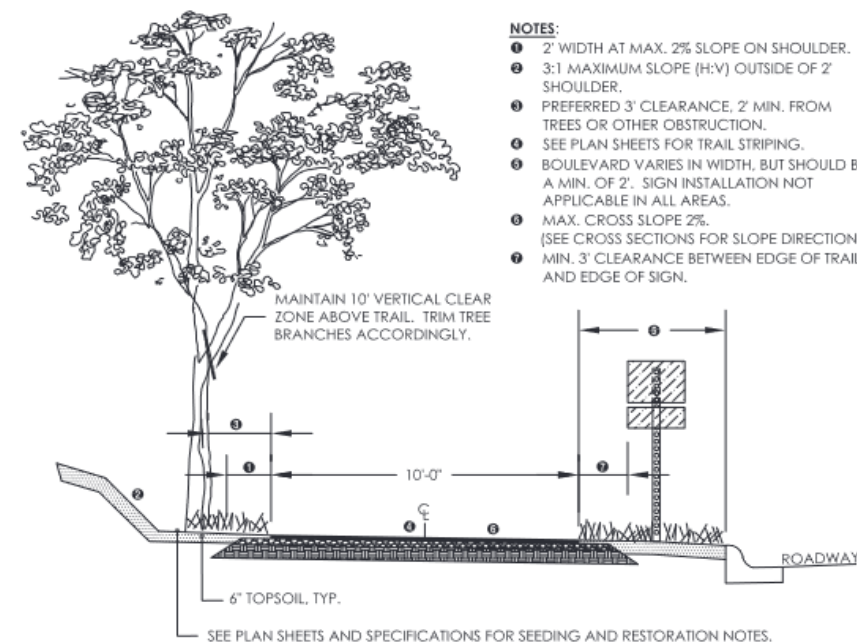 NOTES:
❶ 2' WIDTH AT MAX. 2% SLOPE ON SHOULDER.
❷ 3:1 MAXIMUM SLOPE (H:V) OUTSIDE OF 2'
SHOULDER.
❸ PREFERRED 3' CLEARANCE, 2' MIN. FROM
TREES OR OTHER OBSTRUCTION.
❹ SEE PLAN SHEETS FOR TRAIL STRIPING.
❺ BOULEVARD VARIES IN WIDTH, BUT SHOULD B
A MIN. OF 2'. SIGN INSTALLATION NOT
APPLICABLE IN ALL AREAS.
❻ MAX. CROSS SLOPE 2%.
(SEE CROSS SECTIONS FOR SLOPE DIRECTION
❼ MIN. 3' CLEARANCE BETWEEN EDGE OF TRAIL
AND EDGE OF SIGN.
MAINTAIN 10' VERTICAL CLEAR
ZONE ABOVE TRAIL. TRIM TREE
BRANCHES ACCORDINGLY.
❺
❸
❶
10'-0"
❼
❷
❹
℄
❻
ROADWAY
6" TOPSOIL, TYP.
SEE PLAN SHEETS AND SPECIFICATIONS FOR SEEDING AND RESTORATION NOTES.